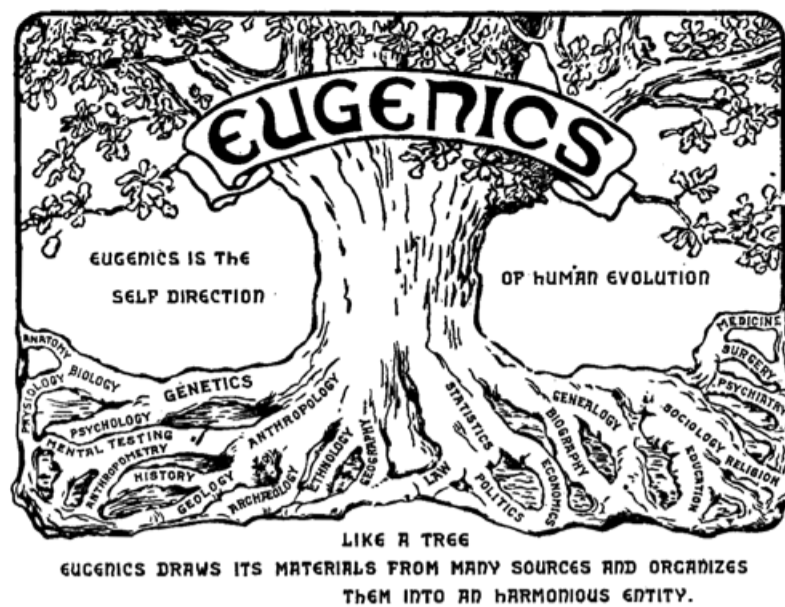 EUGENICS
EUGENICS IS THE
SELF DIRECTION
OF HUMAN EVOLUTION
ANATOMY
PHYSIOLOGY
BIOLOGY
GENETICS
PSYCHOLOGY
MENTAL TESTING
ANTHROPOMETRY
HISTORY
GEOLOGY
ANTHROPOLOGY
ARCHÆOLOGY
ETHNOLOGY
GEOGRAPHY
LAW
STATISTICS
POLITICS
ECONOMICS
BIOGRAPHY
GENEALOGY
EDUCATION
SOCIOLOGY
RELIGION
PSYCHIATRY
SURGERY
MEDICINE
LIKE A TREE
EUGENICS DRAWS ITS MATERIALS FROM MANY SOURCES AND ORGANIZES
THEM INTO AN HARMONIOUS ENTITY.